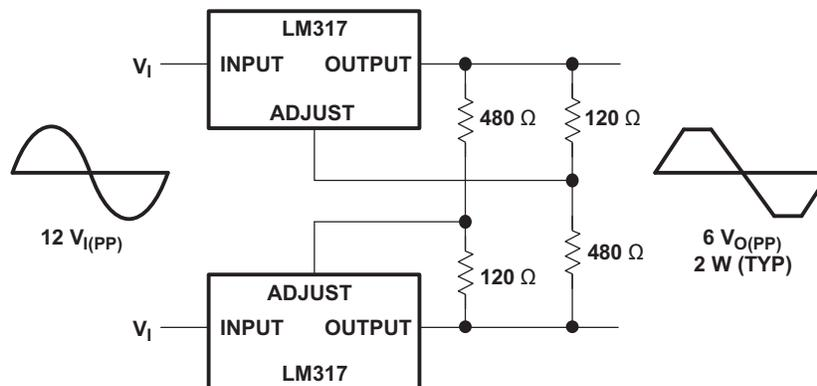 LM317
V_I INPUT OUTPUT
ADJUST
480 Ω 120 Ω
12 V_I(PP)
6 V_O(PP)
2 W (TYP)
120 Ω 480 Ω
ADJUST
V_I INPUT OUTPUT
LM317